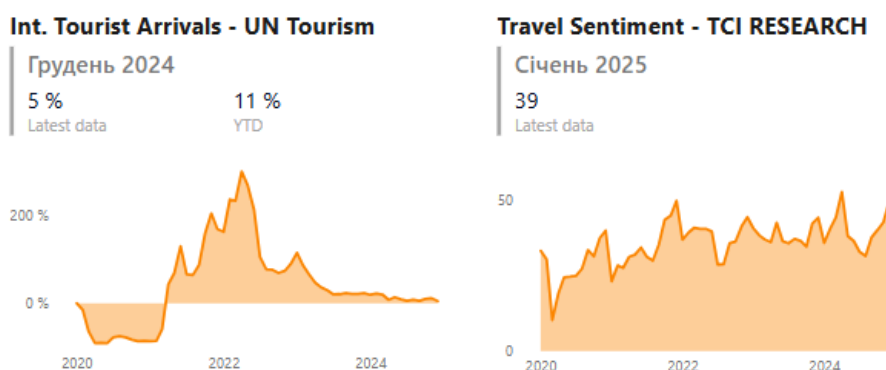 Int. Tourist Arrivals - UN Tourism
Грудень 2024
5 % 11 %
Latest data YTD
200 %
0 %
2020 2022 2024
Travel Sentiment - TCI RESEARCH
Січень 2025
39
Latest data
50
0
2020 2022 2024